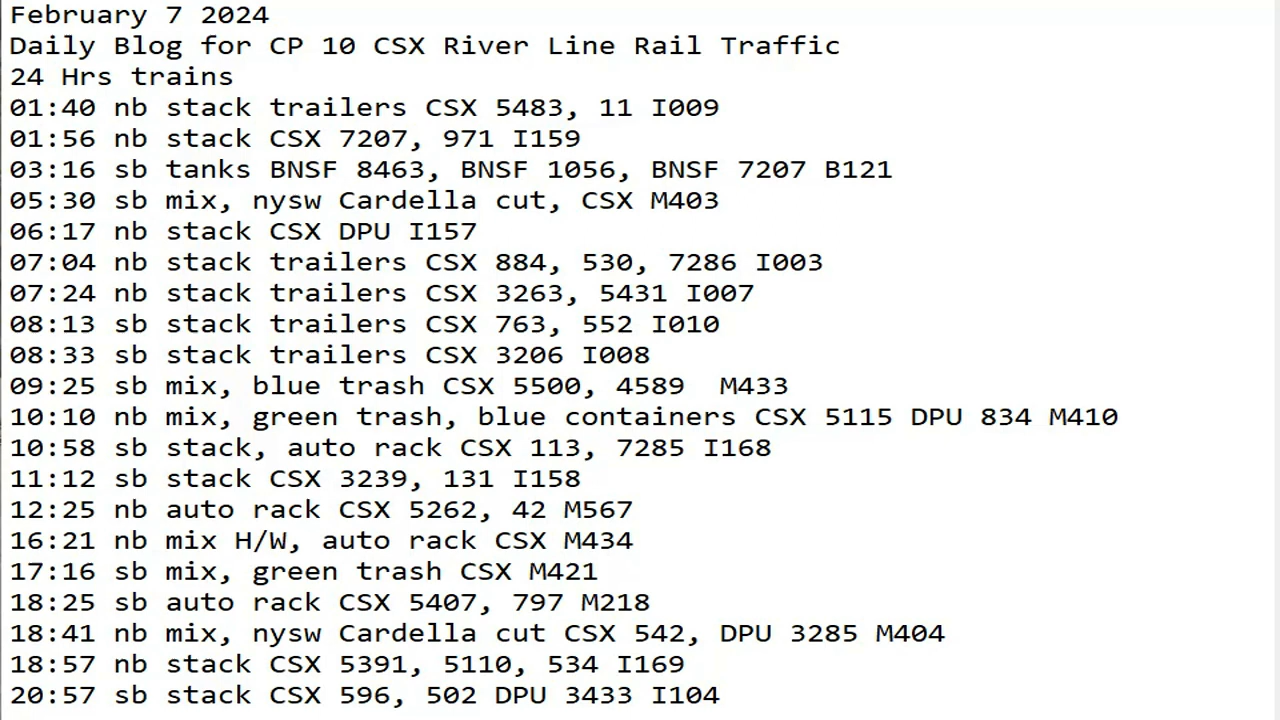 February 7 2024
Daily Blog for CP 10 CSX River Line Rail Traffic
24 Hrs trains
01:40 nb stack trailers CSX 5483, 11 I009
01:56 nb stack CSX 7207, 971 I159
03:16 sb tanks BNSF 8463, BNSF 1056, BNSF 7207 B121
05:30 sb mix, nysw Cardella cut, CSX M403
06:17 nb stack CSX DPU I157
07:04 nb stack trailers CSX 884, 530, 7286 I003
07:24 nb stack trailers CSX 3263, 5431 I007
08:13 sb stack trailers CSX 763, 552 I010
08:33 sb stack trailers CSX 3206 I008
09:25 sb mix, blue trash CSX 5500, 4589  M433
10:10 nb mix, green trash, blue containers CSX 5115 DPU 834 M410
10:58 sb stack, auto rack CSX 113, 7285 I168
11:12 sb stack CSX 3239, 131 I158
12:25 nb auto rack CSX 5262, 42 M567
16:21 nb mix H/W, auto rack CSX M434
17:16 sb mix, green trash CSX M421
18:25 sb auto rack CSX 5407, 797 M218
18:41 nb mix, nysw Cardella cut CSX 542, DPU 3285 M404
18:57 nb stack CSX 5391, 5110, 534 I169
20:57 sb stack CSX 596, 502 DPU 3433 I104